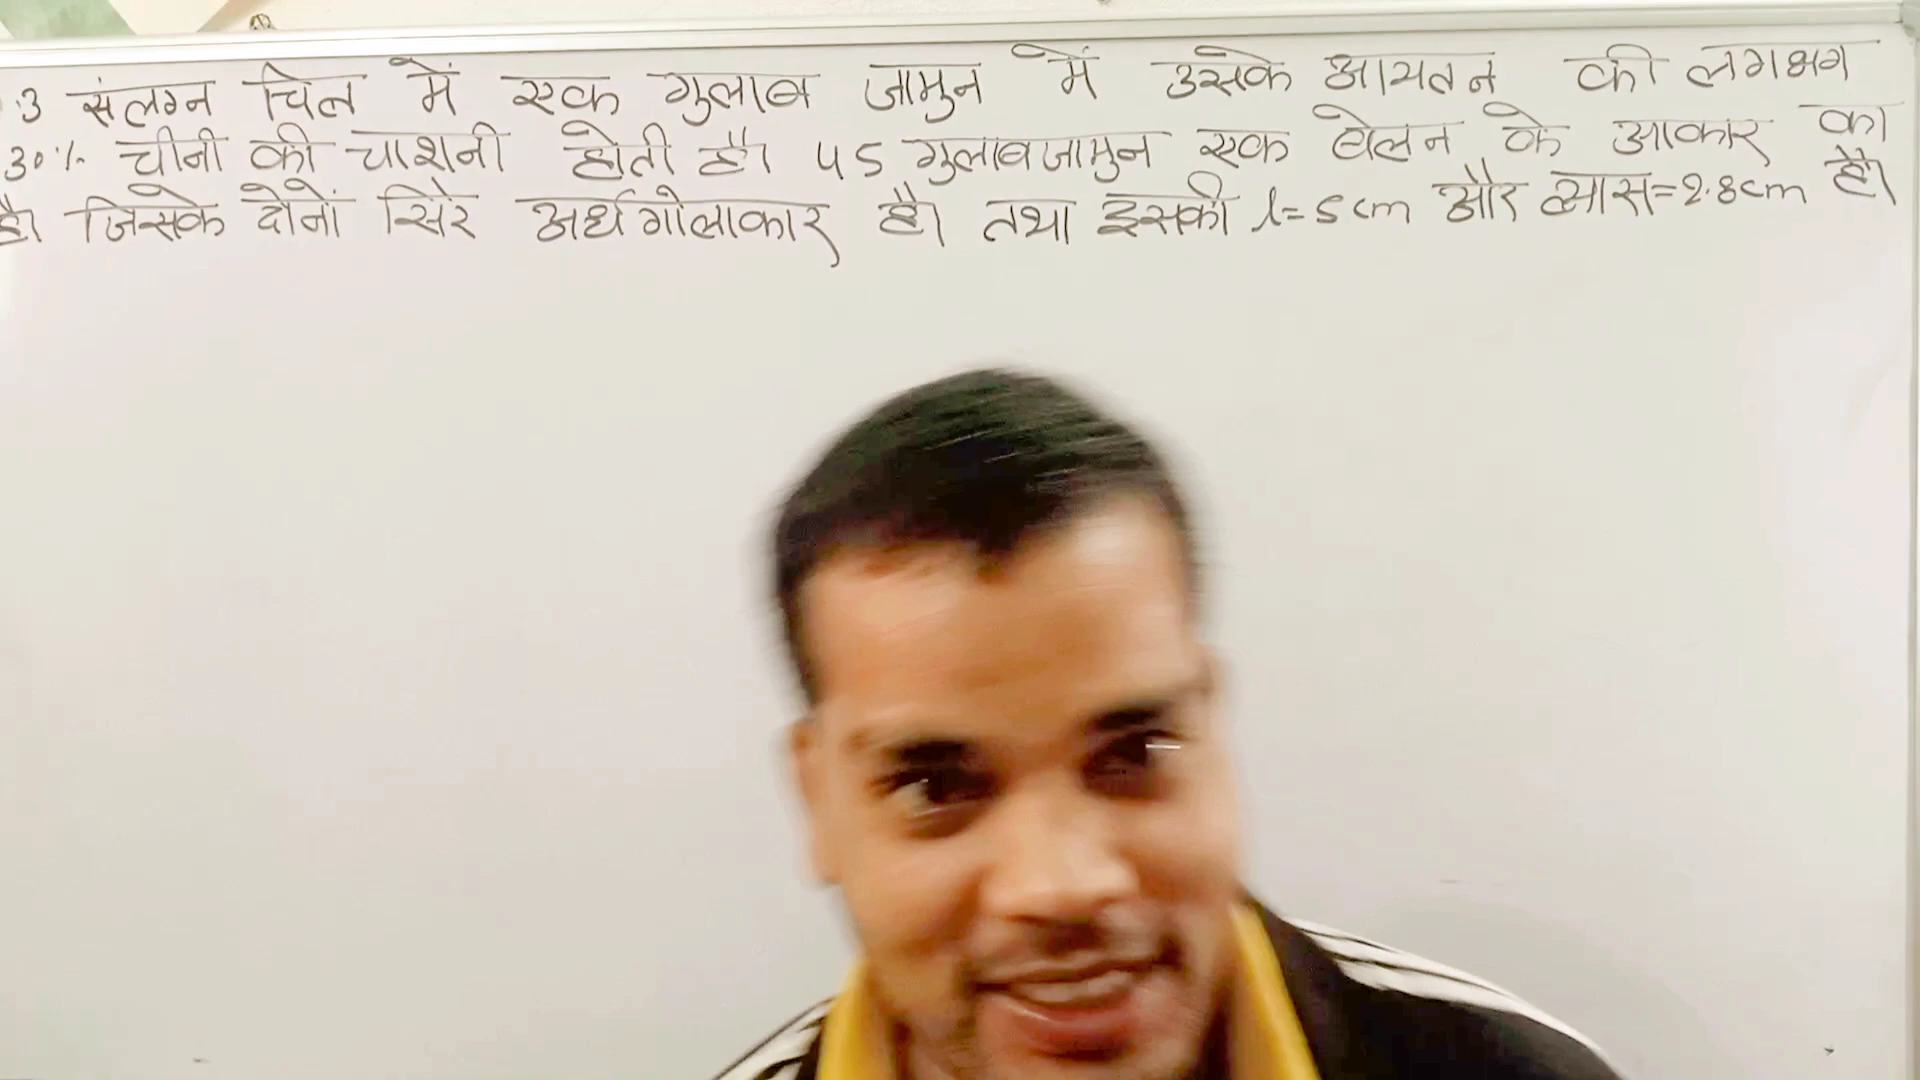 .3 संलग्न चित्र में एक गुलाब जामुन में उसके आयतन की लगभग
30% चीनी की चाशनी होती है। 45 गुलाबजामुन एक बेलन के आकार का
है। जिसके दोनों सिरे अर्धगोलाकार है। तथा इसकी l=5cm और व्यास=2.8cm है।